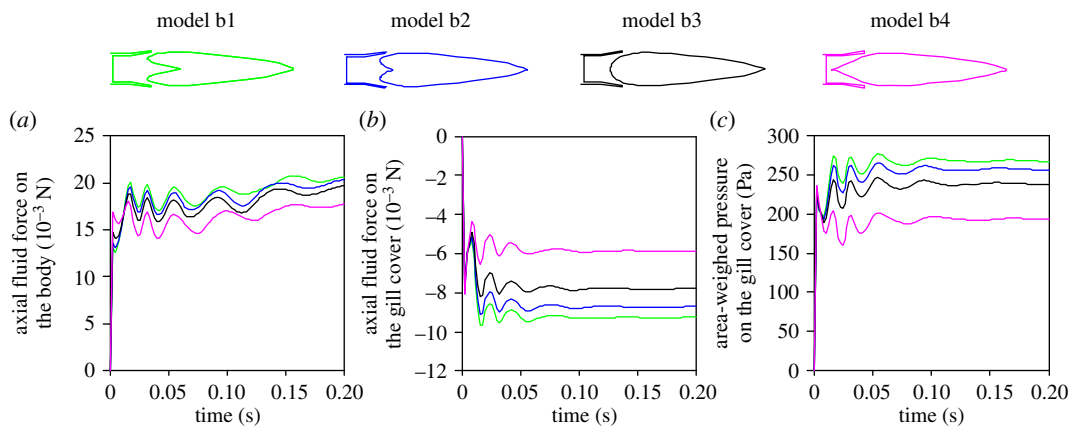 model b1
model b2
model b3
model b4
(a)
axial fluid force on
the body (10⁻³ N)
25
20
15
10
5
0
0
0.05
0.10
0.15
0.20
time (s)
(b)
axial fluid force on
the gill cover (10⁻³ N)
0
−2
−4
−6
−8
−10
−12
0
0.05
0.10
0.15
0.20
time (s)
(c)
area-weighed pressure
on the gill cover (Pa)
300
250
200
150
100
50
0
0
0.05
0.10
0.15
0.20
time (s)